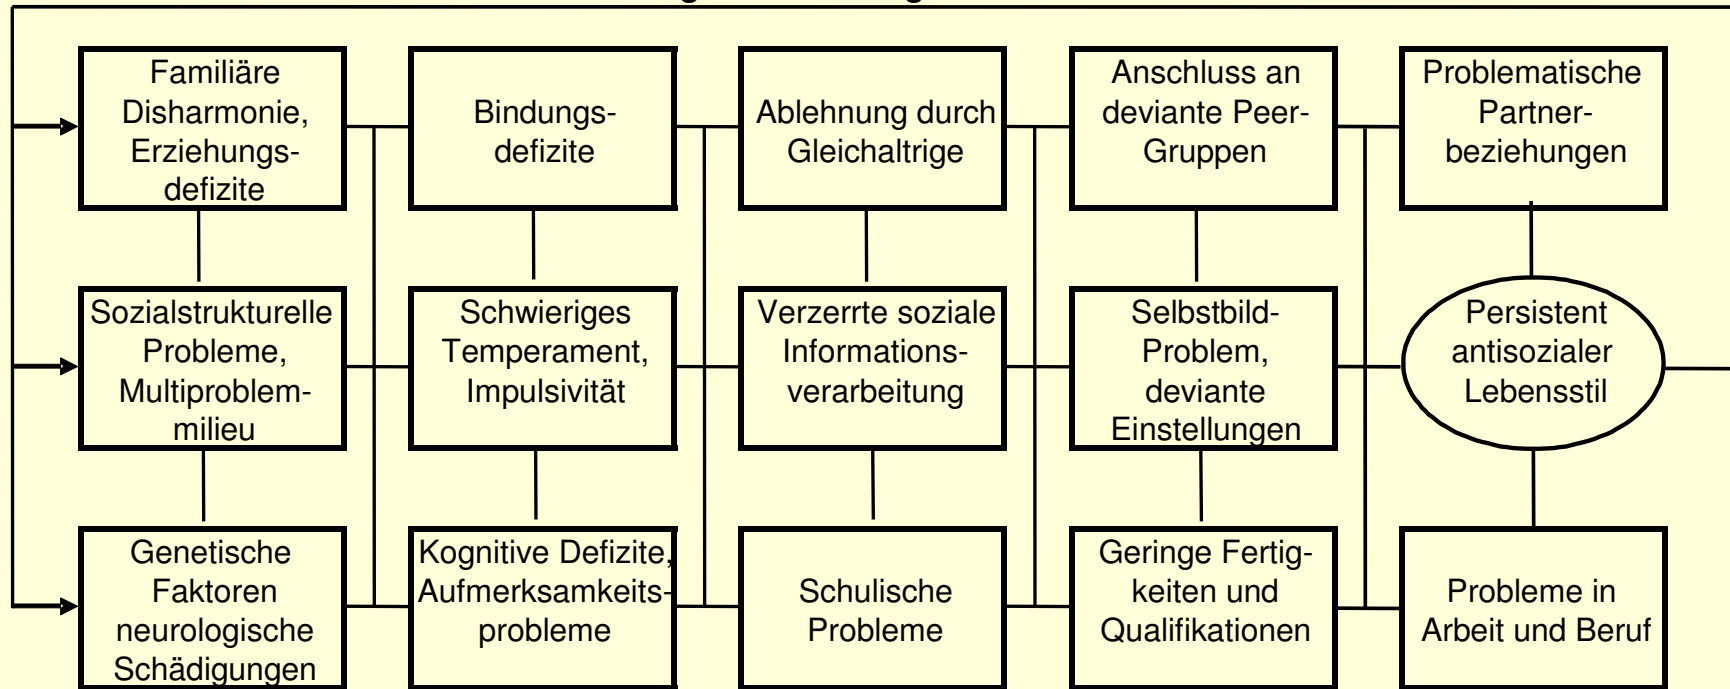 Familiäre
Disharmonie,
Erziehungs-
defizite
Bindungs-
defizite
Ablehnung durch
Gleichaltrige
Anschluss an
deviante Peer-
Gruppen
Problematische
Partner-
beziehungen
Sozialstrukturelle
Probleme,
Multiproblem-
milieu
Schwieriges
Temperament,
Impulsivität
Verzerrte soziale
Informations-
verarbeitung
Selbstbild-
Problem,
deviante
Einstellungen
Persistent
antisozialer
Lebensstil
Genetische
Faktoren
neurologische
Schädigungen
Kognitive Defizite,
Aufmerksamkeits-
probleme
Schulische
Probleme
Geringe Fertig-
keiten und
Qualifikationen
Probleme in
Arbeit und Beruf